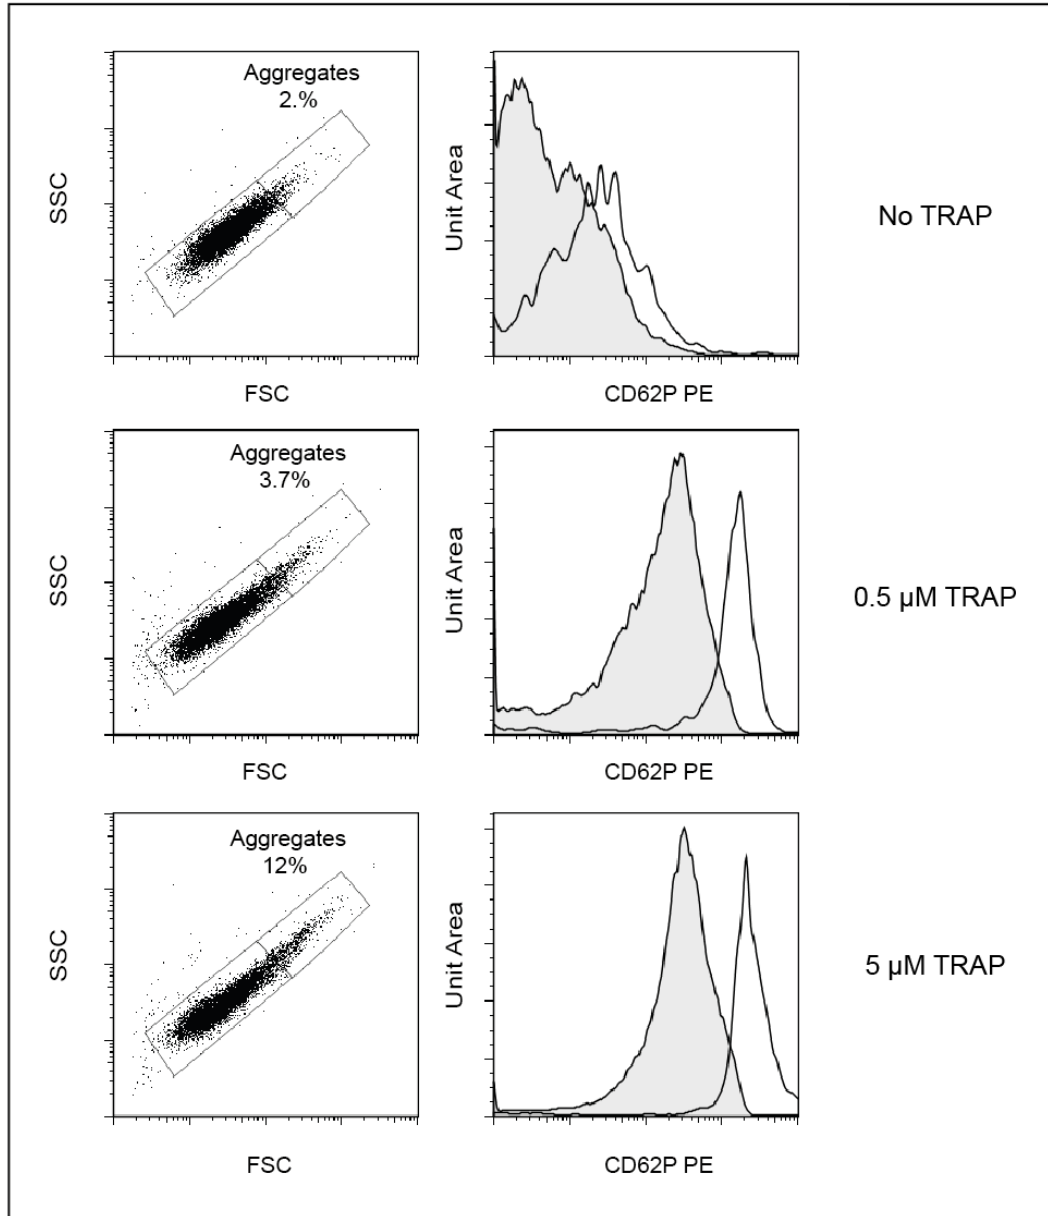 Aggregates
2.%
SSC
FSC
Unit Area
CD62P PE
No TRAP
Aggregates
3.7%
SSC
FSC
Unit Area
CD62P PE
0.5 µM TRAP
Aggregates
12%
SSC
FSC
Unit Area
CD62P PE
5 µM TRAP